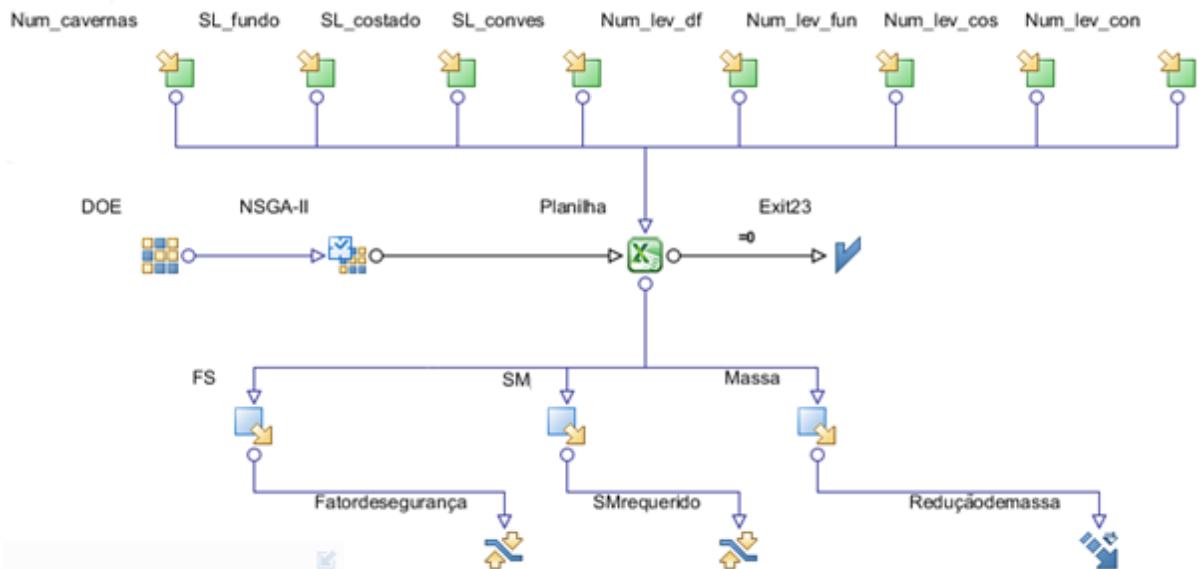 Num_cavernas SL_fundo SL_costado SL_conves Num_lev_df Num_lev_fun Num_lev_cos Num_lev_con
DOE NSGA-II Planilha Exit23
=0
FS SM Massa
Fatordesegurança SMrequerido Reduçãodemassa